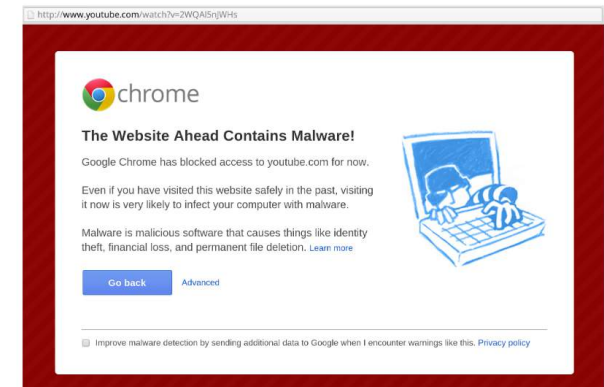 http://www.youtube.com/watch?v=2WQAI5njWHs
chrome
The Website Ahead Contains Malware!
Google Chrome has blocked access to youtube.com for now.
Even if you have visited this website safely in the past, visiting
it now is very likely to infect your computer with malware.
Malware is malicious software that causes things like identity
theft, financial loss, and permanent file deletion. Learn more
Go back Advanced
Improve malware detection by sending additional data to Google when I encounter warnings like this. Privacy policy